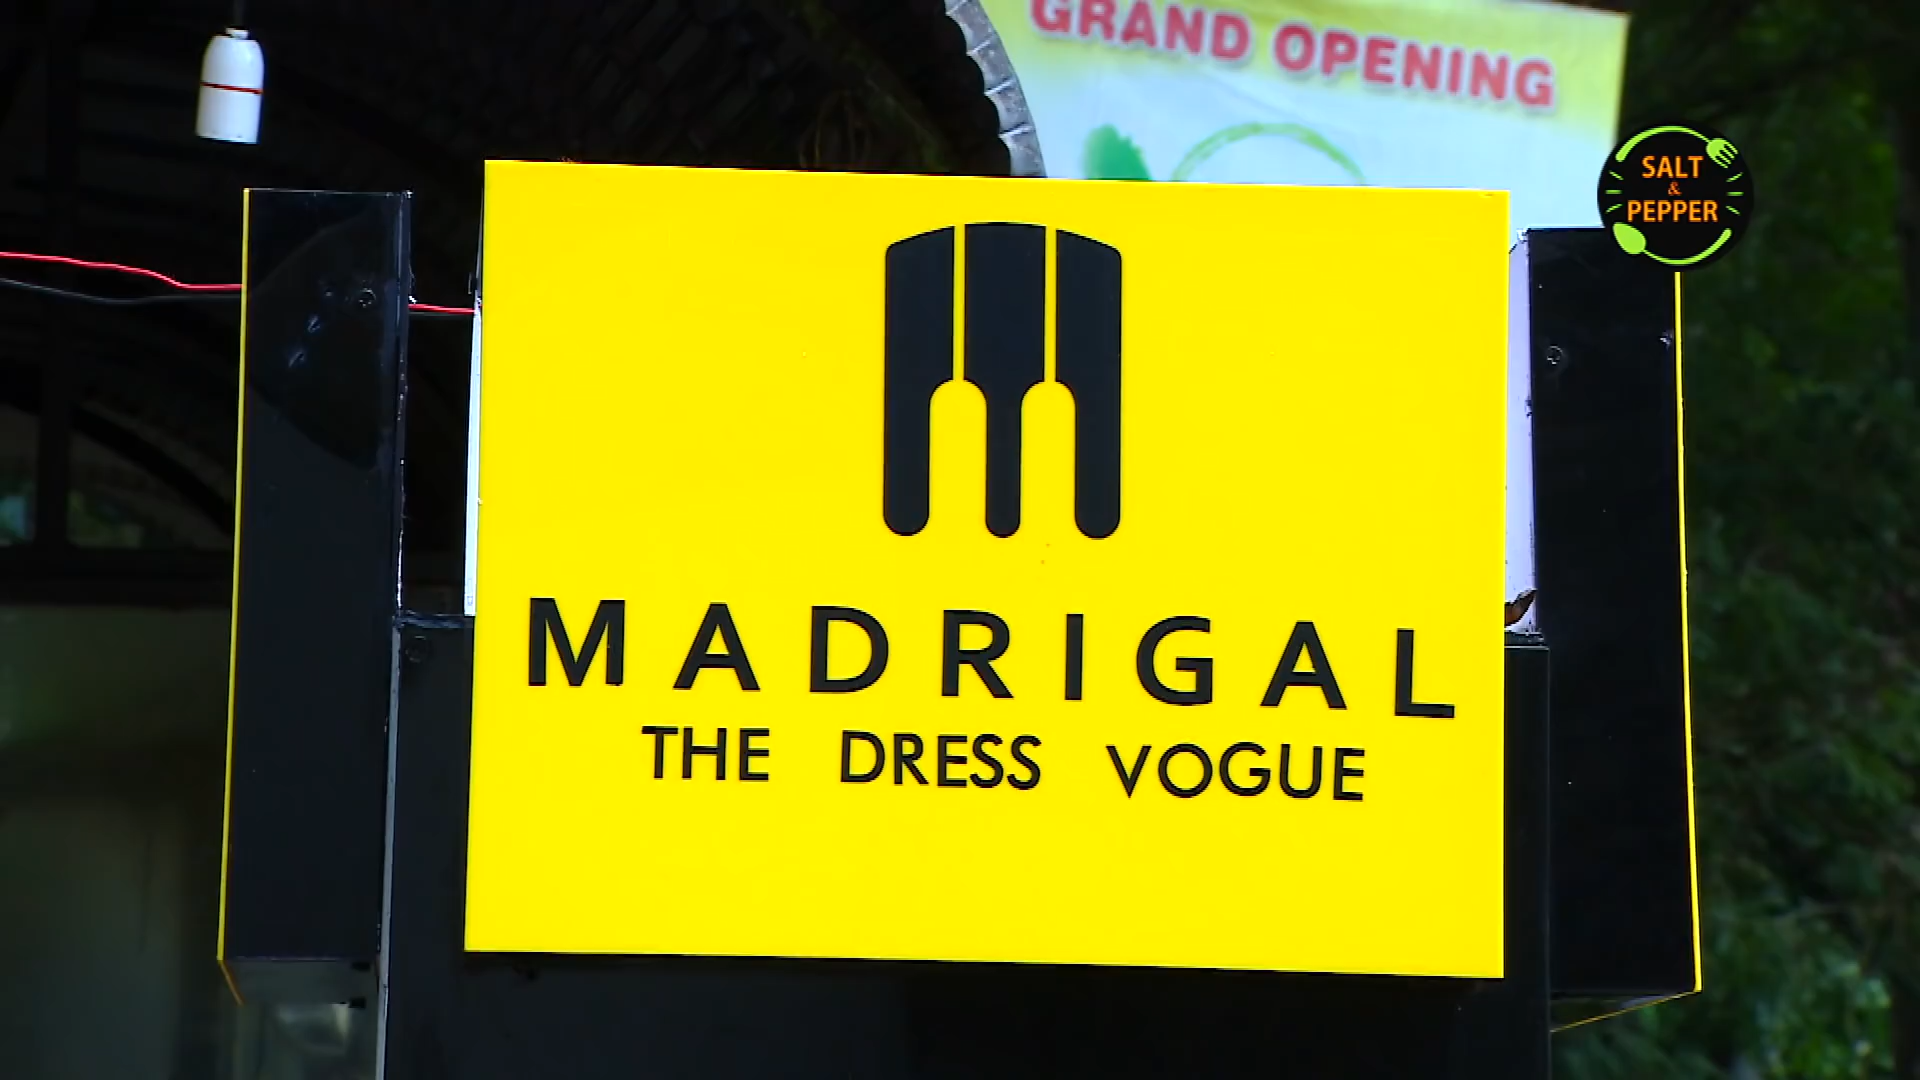 GRAND OPENING
SALT
&
PEPPER
MADRIGAL
THE DRESS VOGUE